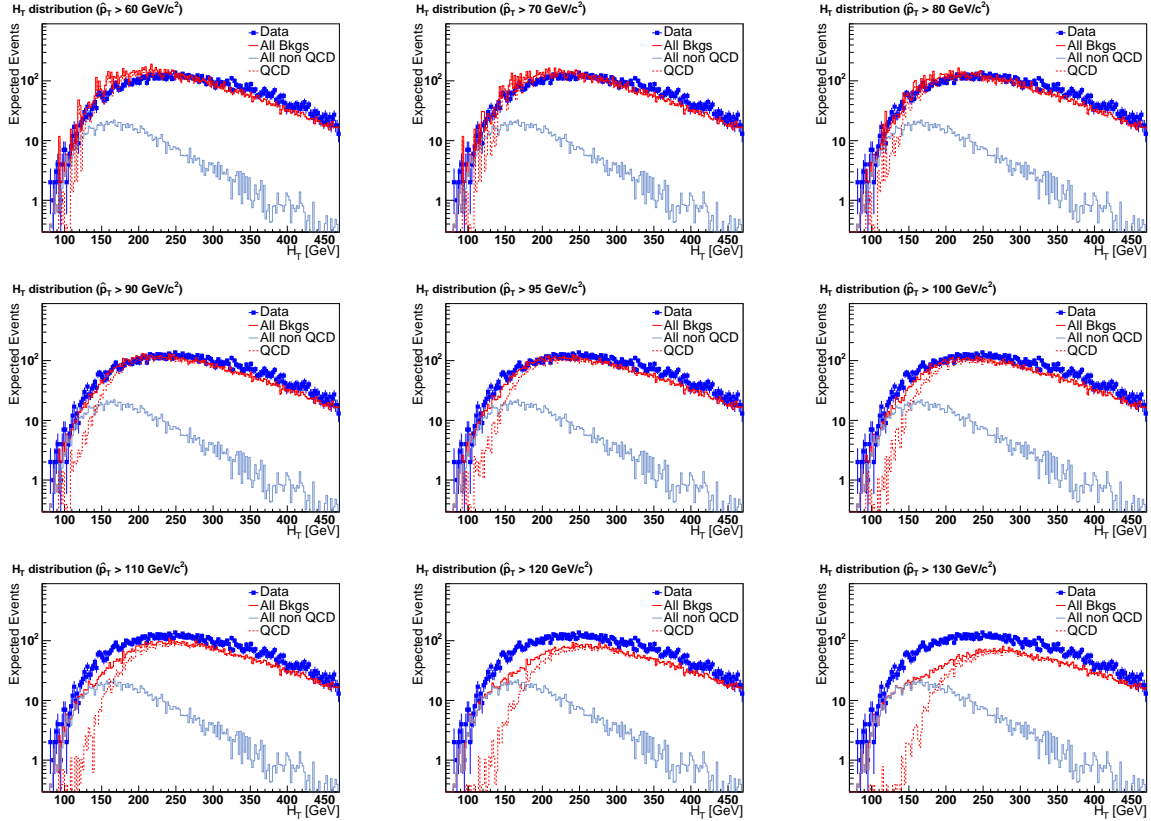 H_T distribution (p̂_T > 60 GeV/c²)
Expected Events
Data
All Bkgs
All non QCD
QCD
10²
10
1
100 150 200 250 300 350 400 450
H_T [GeV]
H_T distribution (p̂_T > 70 GeV/c²)
Expected Events
Data
All Bkgs
All non QCD
QCD
10²
10
1
100 150 200 250 300 350 400 450
H_T [GeV]
H_T distribution (p̂_T > 80 GeV/c²)
Expected Events
Data
All Bkgs
All non QCD
QCD
10²
10
1
100 150 200 250 300 350 400 450
H_T [GeV]
H_T distribution (p̂_T > 90 GeV/c²)
Expected Events
Data
All Bkgs
All non QCD
QCD
10²
10
1
100 150 200 250 300 350 400 450
H_T [GeV]
H_T distribution (p̂_T > 95 GeV/c²)
Expected Events
Data
All Bkgs
All non QCD
QCD
10²
10
1
100 150 200 250 300 350 400 450
H_T [GeV]
H_T distribution (p̂_T > 100 GeV/c²)
Expected Events
Data
All Bkgs
All non QCD
QCD
10²
10
1
100 150 200 250 300 350 400 450
H_T [GeV]
H_T distribution (p̂_T > 110 GeV/c²)
Expected Events
Data
All Bkgs
All non QCD
QCD
10²
10
1
100 150 200 250 300 350 400 450
H_T [GeV]
H_T distribution (p̂_T > 120 GeV/c²)
Expected Events
Data
All Bkgs
All non QCD
QCD
10²
10
1
100 150 200 250 300 350 400 450
H_T [GeV]
H_T distribution (p̂_T > 130 GeV/c²)
Expected Events
Data
All Bkgs
All non QCD
QCD
10²
10
1
100 150 200 250 300 350 400 450
H_T [GeV]